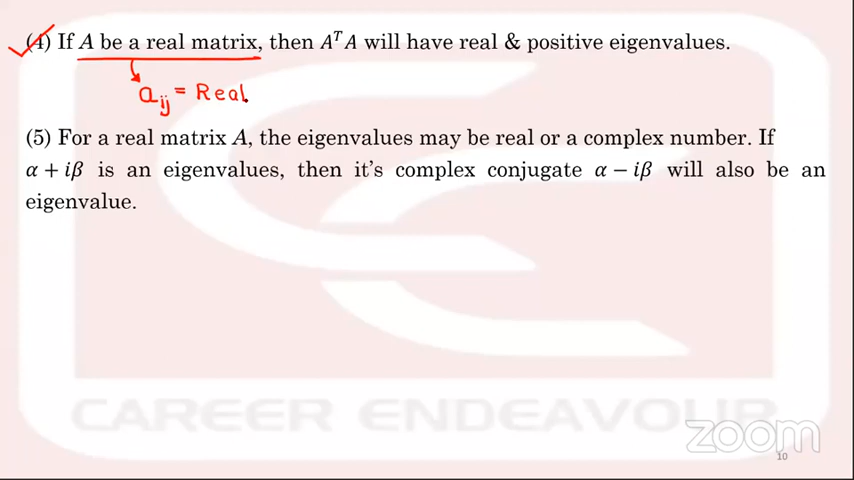 (4) If A be a real matrix, then AᵀA will have real & positive eigenvalues.
aᵢⱼ = Real
(5) For a real matrix A, the eigenvalues may be real or a complex number. If
α + iβ is an eigenvalues, then it's complex conjugate α − iβ will also be an
eigenvalue.
CAREER ENDEAVOUR
zoom
10